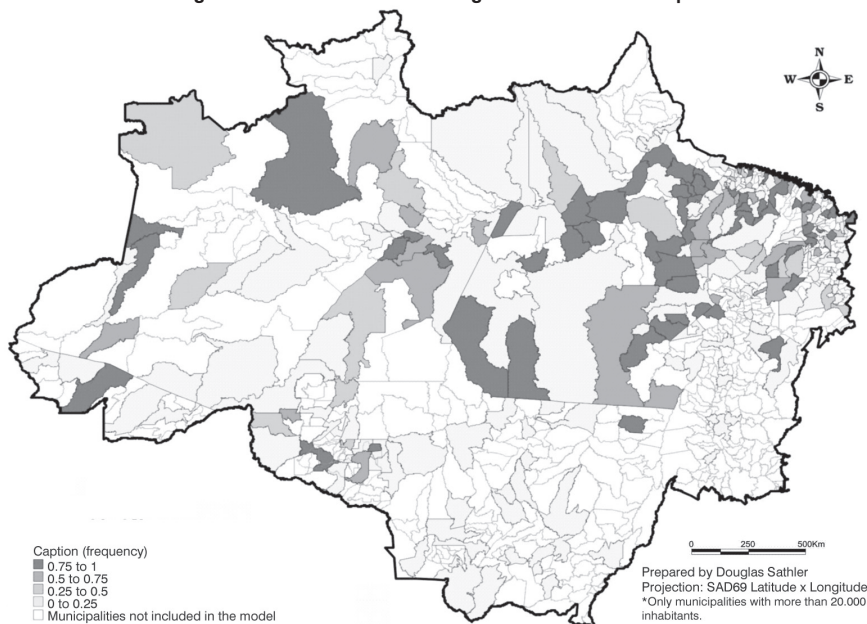 N
W E
S
Caption (frequency)
0.75 to 1
0.5 to 0.75
0.25 to 0.5
0 to 0.25
Municipalities not included in the model
0 250 500Km
Prepared by Douglas Sathler
Projection: SAD69 Latitude x Longitude
*Only municipalities with more than 20.000
inhabitants.